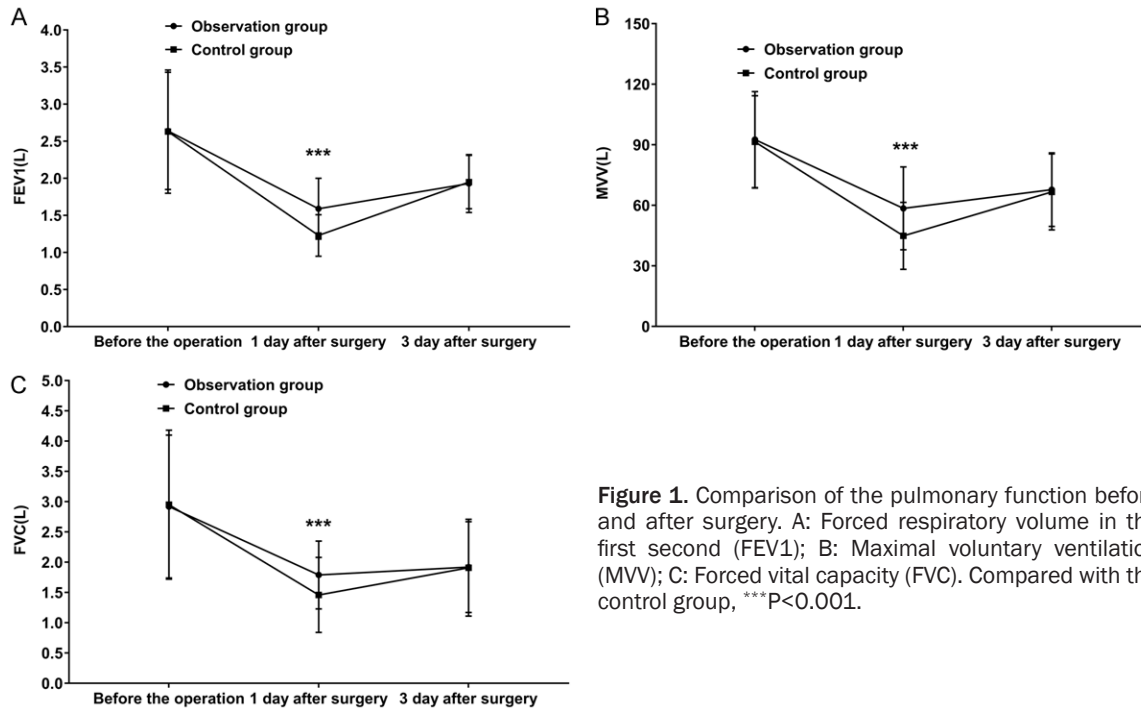 A
Observation group
Control group
4.0
3.5
3.0
2.5
2.0
1.5
1.0
0.5
0.0
FEV1(L)
***
Before the operation 1 day after surgery 3 day after surgery
B
Observation group
Control group
150
120
90
60
30
0
MVV(L)
***
Before the operation 1 day after surgery 3 day after surgery
C
Observation group
Control group
5.0
4.5
4.0
3.5
3.0
2.5
2.0
1.5
1.0
0.5
0.0
FVC(L)
***
Before the operation 1 day after surgery 3 day after surgery
Figure 1. Comparison of the pulmonary function befor
and after surgery. A: Forced respiratory volume in th
first second (FEV1); B: Maximal voluntary ventilatio
(MVV); C: Forced vital capacity (FVC). Compared with th
control group, ***P<0.001.